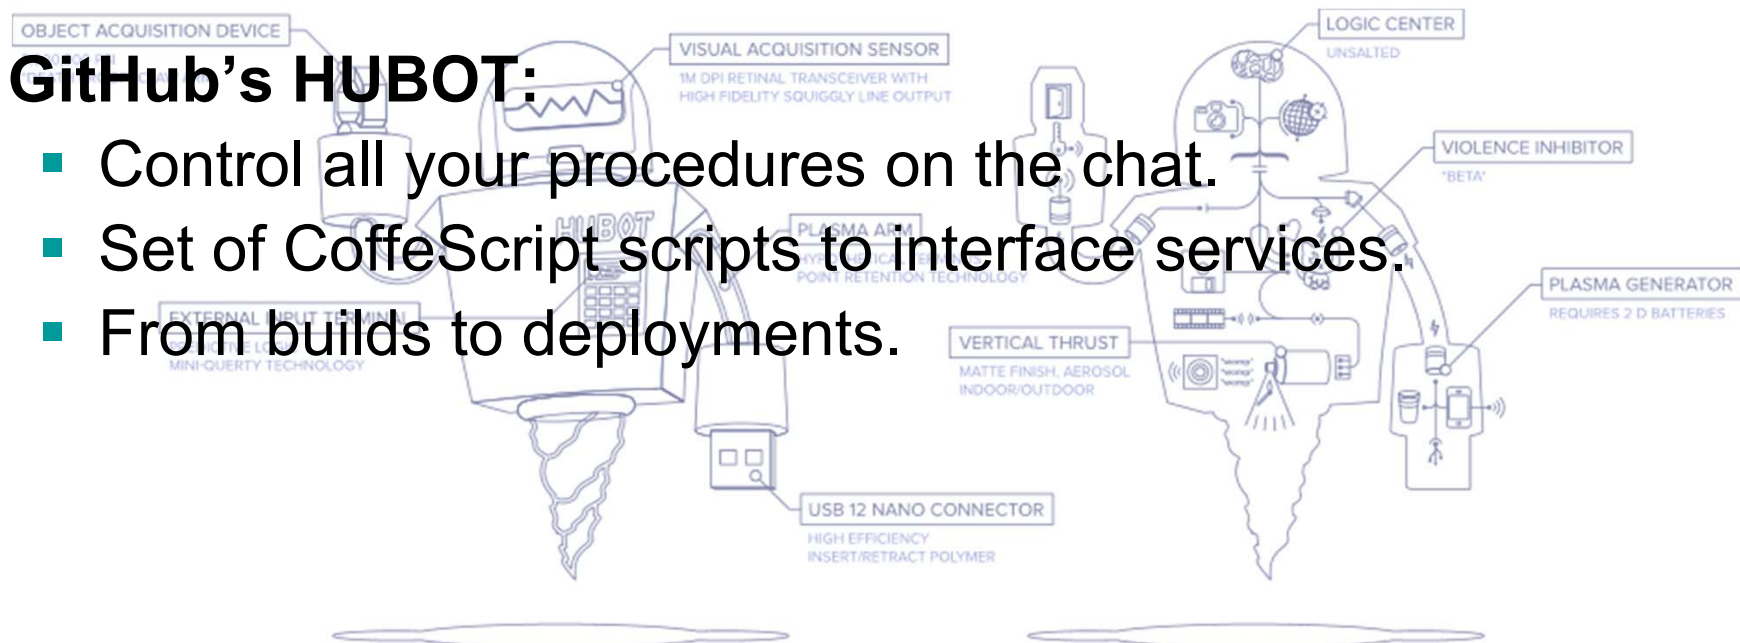 OBJECT ACQUISITION DEVICE
GitHub's HUBOT:
Control all your procedures on the chat.
Set of CoffeScript scripts to interface services.
From builds to deployments.
VISUAL ACQUISITION SENSOR
1M DPI RETINAL TRANSCEIVER WITH
HIGH FIDELITY SQUIGGLY LINE OUTPUT
HUBOT
PLASMA ARM
POINT RETENTION TECHNOLOGY
EXTERNAL INPUT TERMINAL
MINI-QUERTY TECHNOLOGY
USB 12 NANO CONNECTOR
HIGH EFFICIENCY
INSERT/RETRACT POLYMER
LOGIC CENTER
UNSALTED
VIOLENCE INHIBITOR
"BETA"
PLASMA GENERATOR
REQUIRES 2 D BATTERIES
VERTICAL THRUST
MATTE FINISH, AEROSOL
INDOOR/OUTDOOR